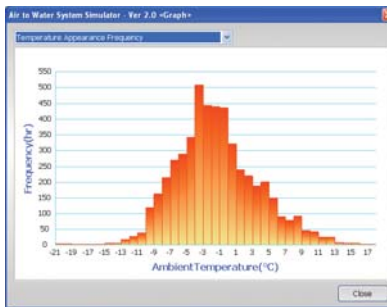 Air to Water System Simulator - Ver 2.0 <Graph>
Temperature Appearance Frequency
550
500
450
400
350
300
250
200
150
100
50
0
Frequency(hr)
-21 -19 -17 -15 -13 -11 -9 -7 -5 -3 -1 1 3 5 7 9 11 13 15 17
AmbientTemperature(°C)
Close